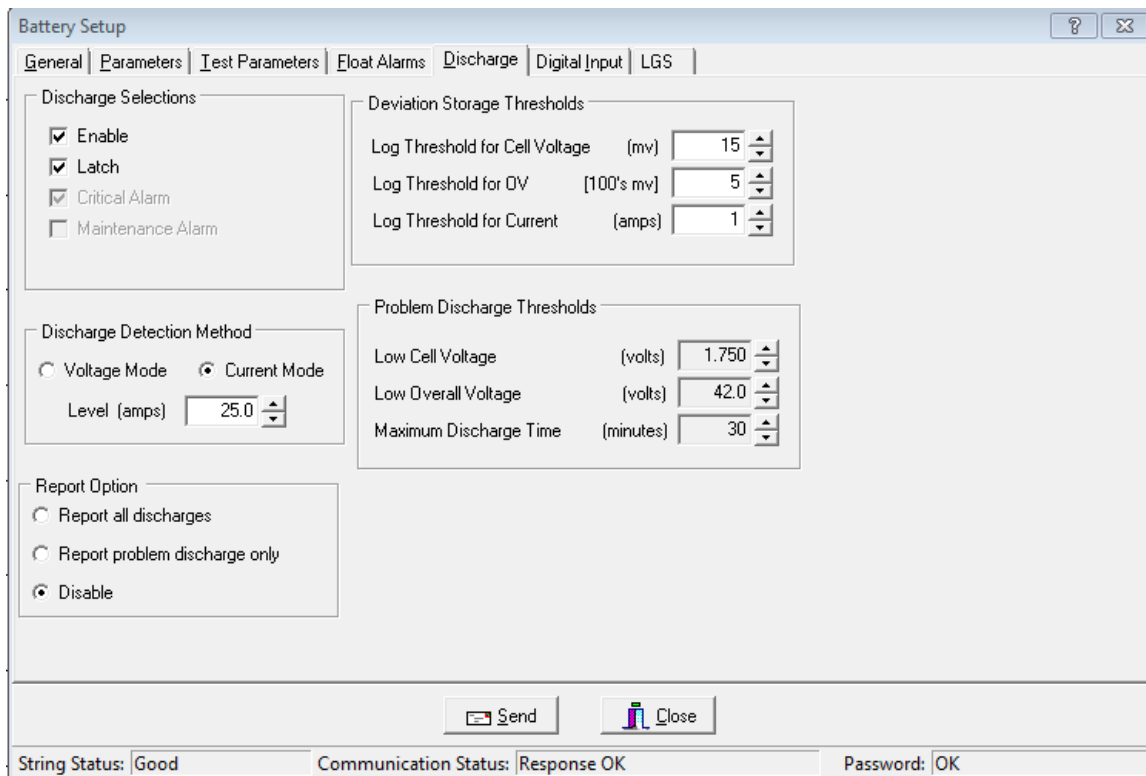 Battery Setup
General Parameters Test Parameters Float Alarms Discharge Digital Input LGS
Discharge Selections
Enable
Latch
Critical Alarm
Maintenance Alarm
Deviation Storage Thresholds
Log Threshold for Cell Voltage (mv) 15
Log Threshold for OV [100's mv] 5
Log Threshold for Current (amps) 1
Discharge Detection Method
Voltage Mode Current Mode
Level (amps) 25.0
Problem Discharge Thresholds
Low Cell Voltage (volts) 1.750
Low Overall Voltage (volts) 42.0
Maximum Discharge Time (minutes) 30
Report Option
Report all discharges
Report problem discharge only
Disable
Send Close
String Status: Good Communication Status: Response OK Password: OK